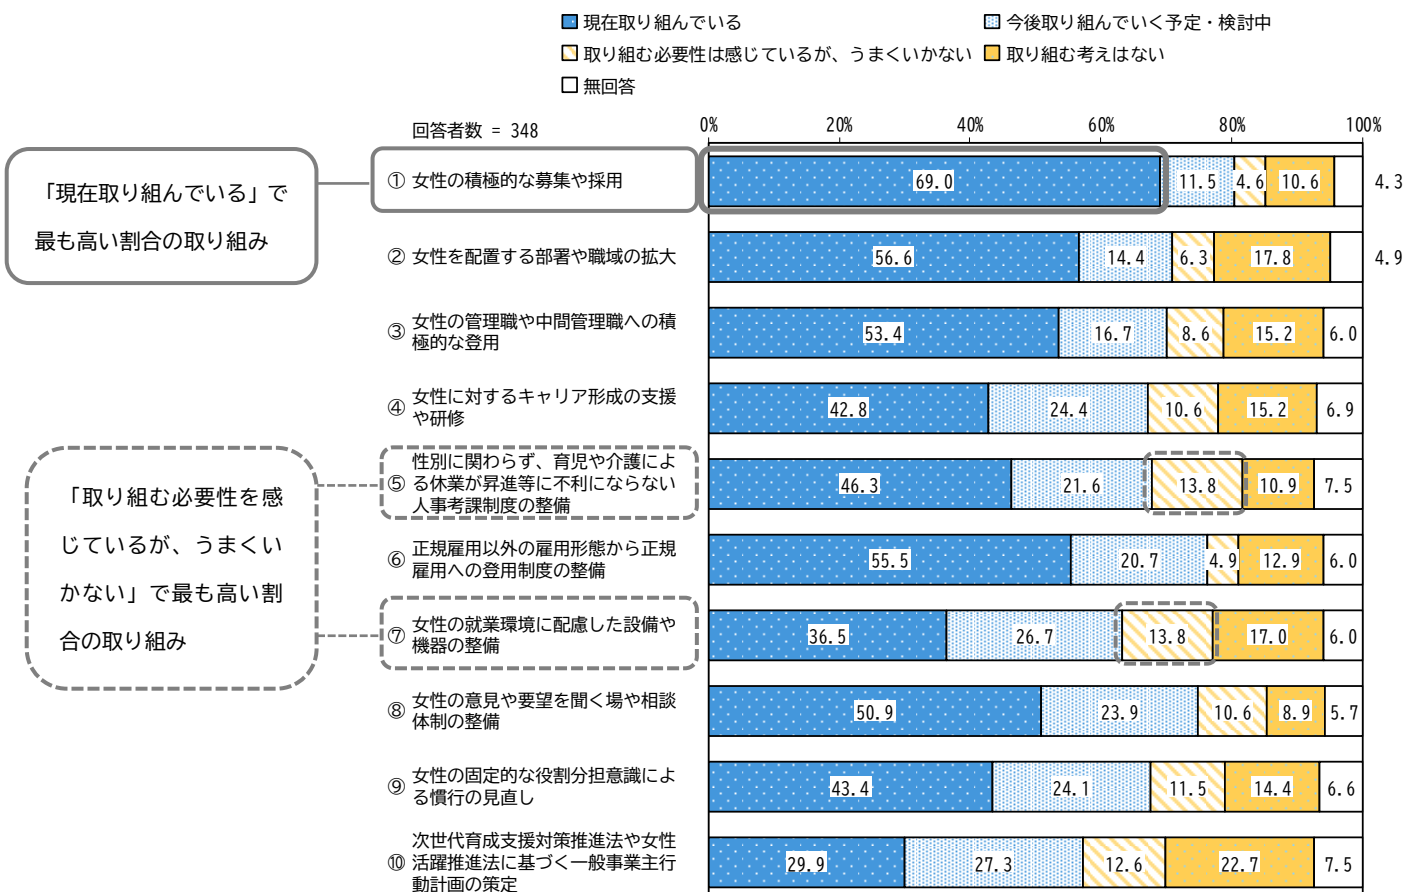 現在取り組んでいる
今後取り組んでいく予定・検討中
取り組む必要性は感じているが、うまくいかない
取り組む考えはない
無回答
回答者数 = 348
0%
20%
40%
60%
80%
100%
「現在取り組んでいる」で
最も高い割合の取り組み
① 女性の積極的な募集や採用
69.0
11.5
4.6
10.6
4.3
② 女性を配置する部署や職域の拡大
56.6
14.4
6.3
17.8
4.9
③ 女性の管理職や中間管理職への積
極的な登用
53.4
16.7
8.6
15.2
6.0
④ 女性に対するキャリア形成の支援
や研修
42.8
24.4
10.6
15.2
6.9
「取り組む必要性を感
じているが、うまくい
かない」で最も高い割
合の取り組み
⑤ 性別に関わらず、育児や介護によ
る休業が昇進等に不利にならない
人事考課制度の整備
46.3
21.6
13.8
10.9
7.5
⑥ 正規雇用以外の雇用形態から正規
雇用への登用制度の整備
55.5
20.7
4.9
12.9
6.0
⑦ 女性の就業環境に配慮した設備や
機器の整備
36.5
26.7
13.8
17.0
6.0
⑧ 女性の意見や要望を聞く場や相談
体制の整備
50.9
23.9
10.6
8.9
5.7
⑨ 女性の固定的な役割分担意識によ
る慣行の見直し
43.4
24.1
11.5
14.4
6.6
⑩ 次世代育成支援対策推進法や女性
活躍推進法に基づく一般事業主行
動計画の策定
29.9
27.3
12.6
22.7
7.5